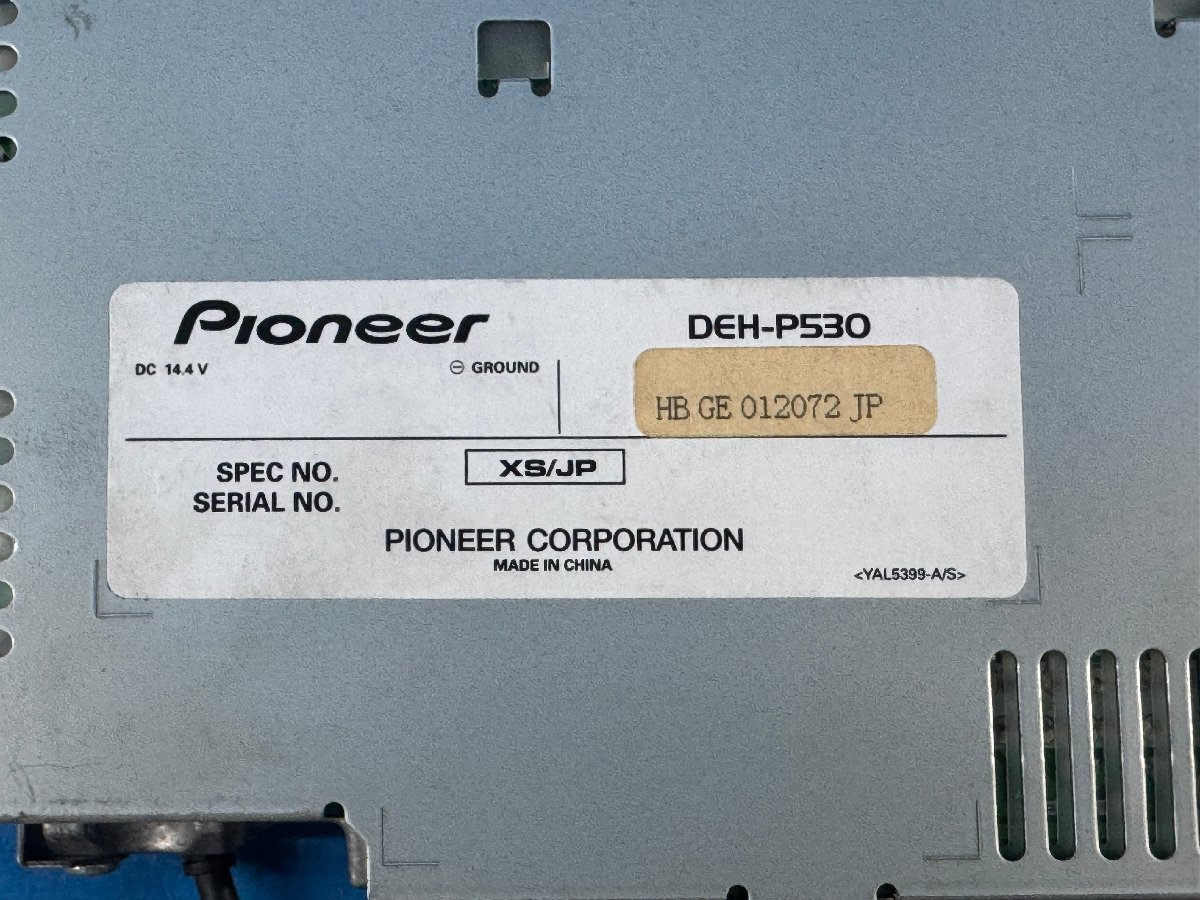 Pioneer
DEH-P530
DC 14.4 V
⊖ GROUND
HB GE 012072 JP
SPEC NO.
XS/JP
SERIAL NO.
PIONEER CORPORATION
MADE IN CHINA
<YAL5399-A/S>